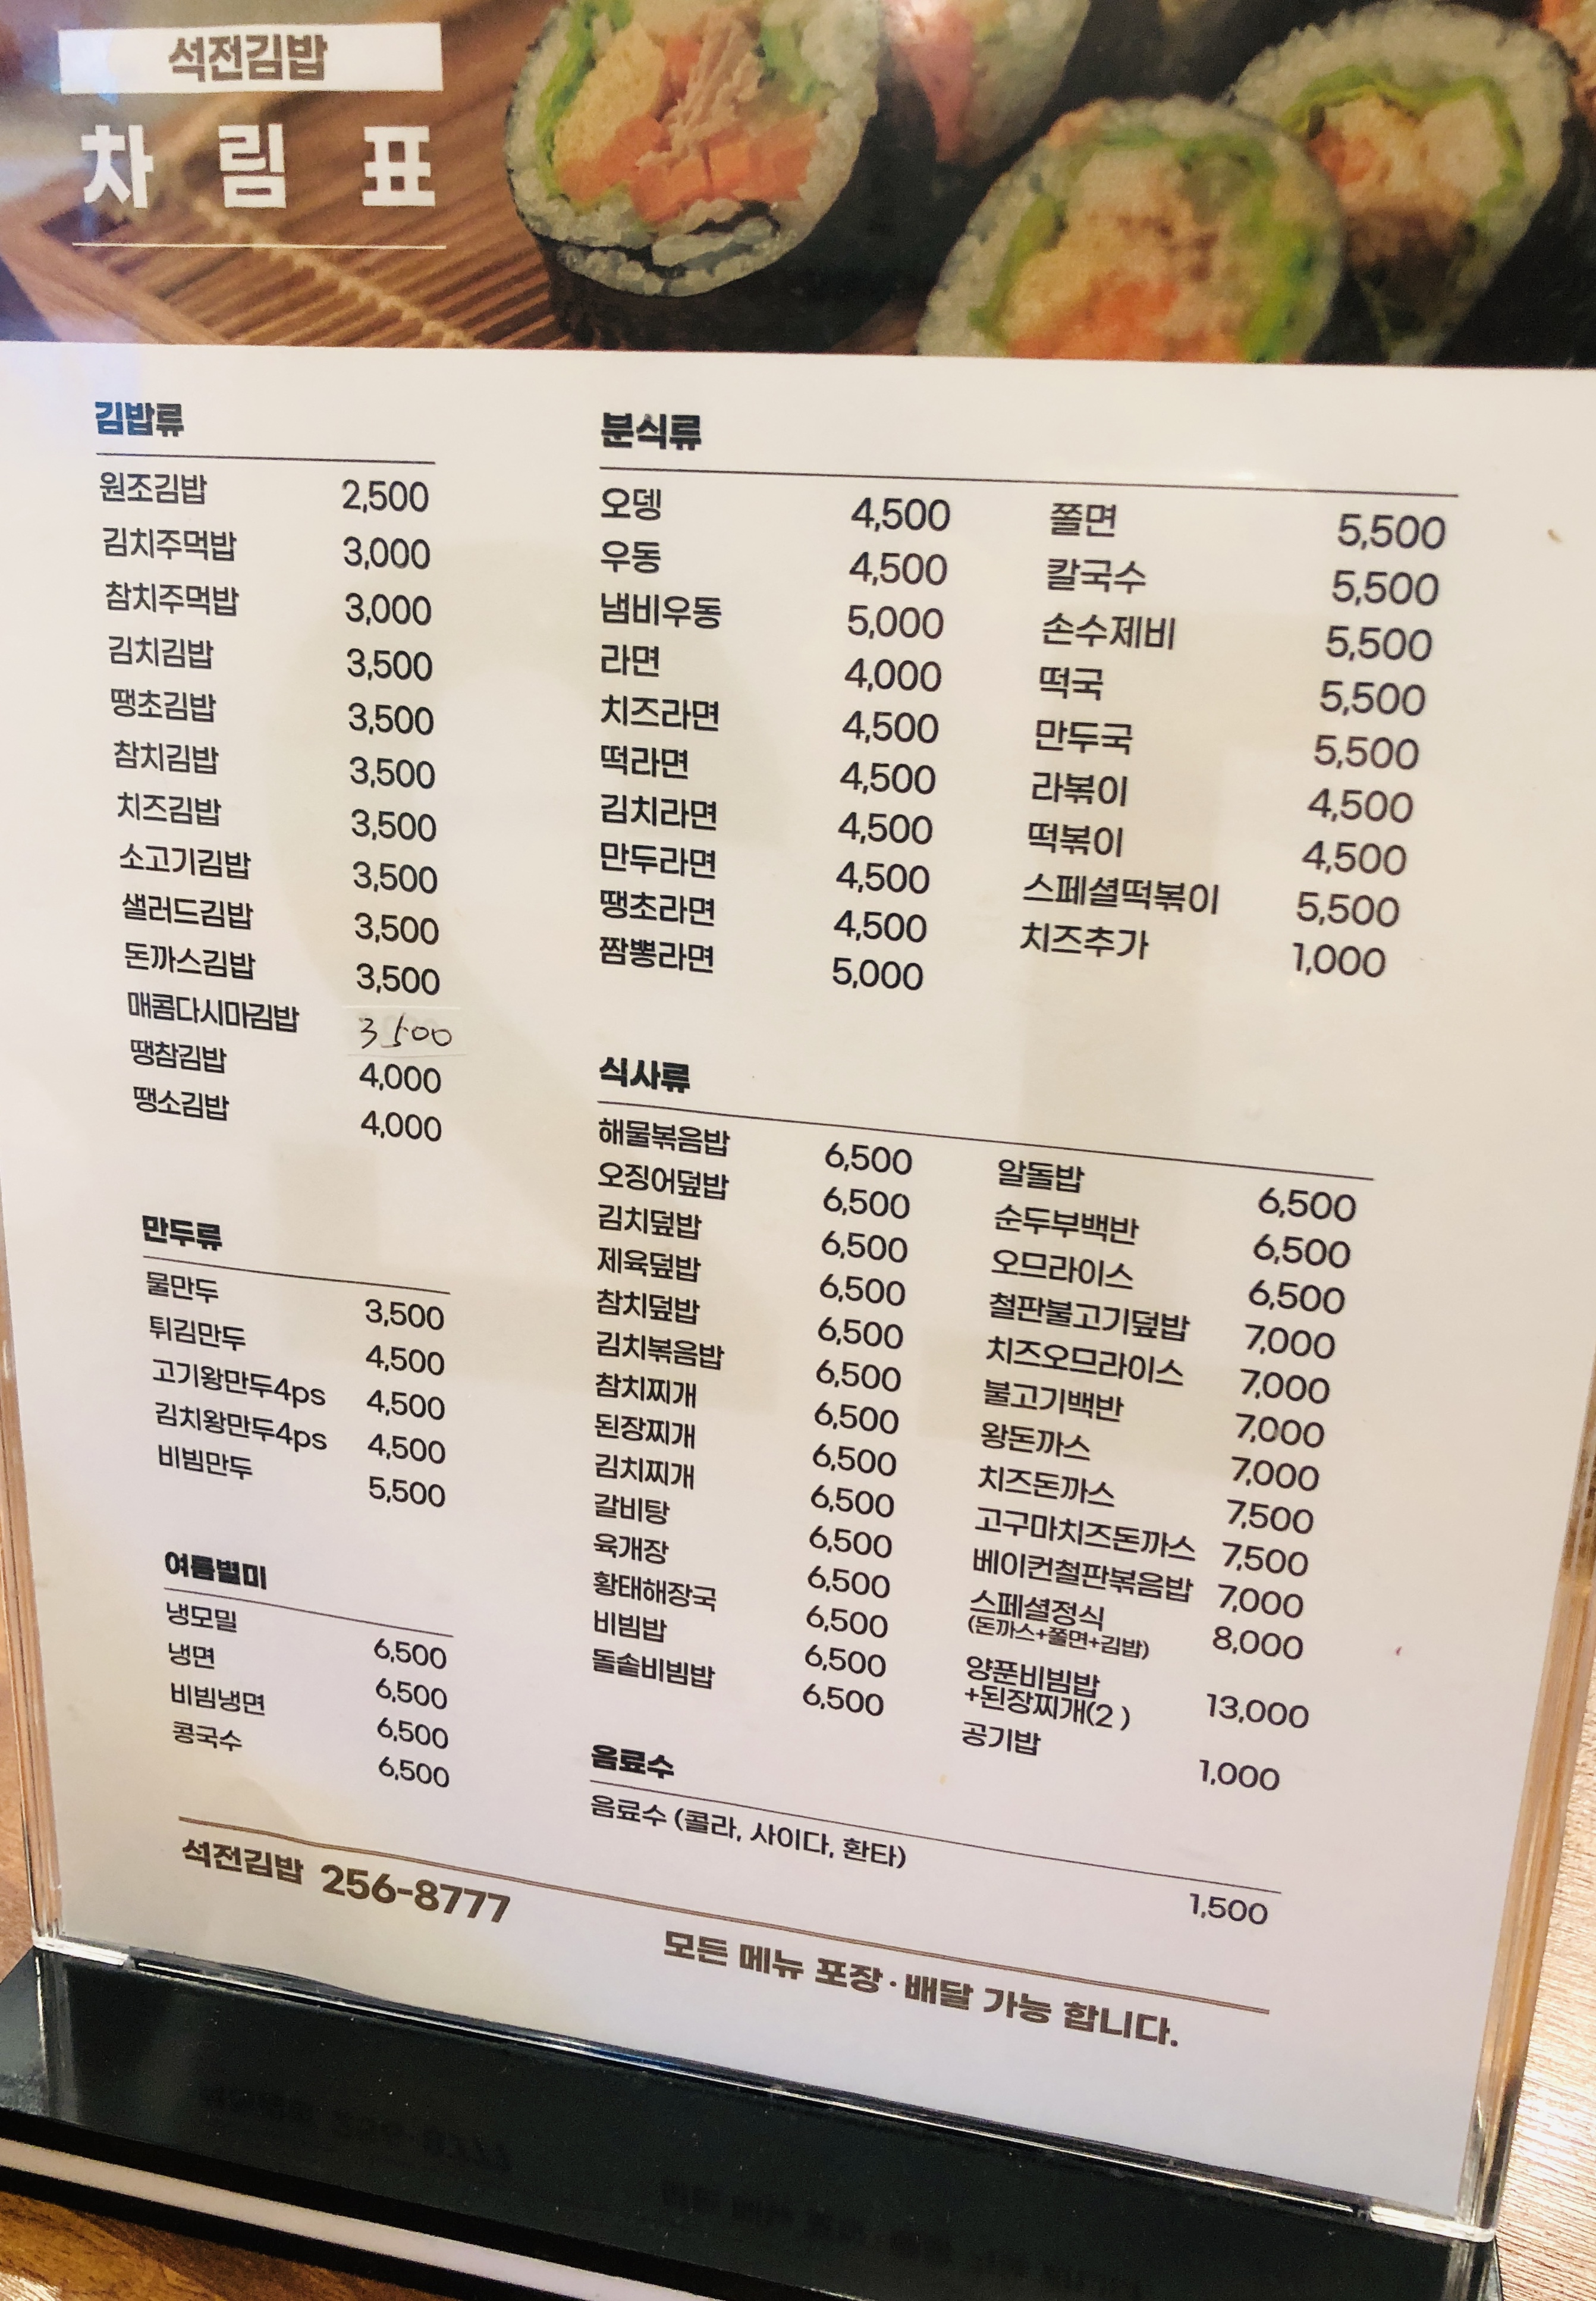 석전김밥
차 림 표
김밥류
원조김밥 2,500
김치주먹밥 3,000
참치주먹밥 3,000
김치김밥 3,500
땡초김밥 3,500
참치김밥 3,500
치즈김밥 3,500
소고기김밥 3,500
샐러드김밥 3,500
돈까스김밥 3,500
매콤다시마김밥 3,500
땡참김밥 4,000
땡소김밥 4,000
만두류
물만두 3,500
튀김만두 4,500
고기왕만두4ps 4,500
김치왕만두4ps 4,500
비빔만두 5,500
여름별미
냉모밀 6,500
냉면 6,500
비빔냉면 6,500
콩국수 6,500
분식류
오뎅 4,500
우동 4,500
냄비우동 5,000
라면 4,000
치즈라면 4,500
떡라면 4,500
김치라면 4,500
만두라면 4,500
땡초라면 4,500
짬뽕라면 5,000
쫄면 5,500
칼국수 5,500
손수제비 5,500
떡국 5,500
만두국 5,500
라볶이 4,500
떡볶이 4,500
스페셜떡볶이 5,500
치즈추가 1,000
식사류
해물볶음밥 6,500
오징어덮밥 6,500
김치덮밥 6,500
제육덮밥 6,500
참치덮밥 6,500
김치볶음밥 6,500
참치찌개 6,500
된장찌개 6,500
김치찌개 6,500
갈비탕 6,500
육개장 6,500
황태해장국 6,500
비빔밥 6,500
돌솥비빔밥 6,500
알돌밥 6,500
순두부백반 6,500
오므라이스 6,500
철판불고기덮밥 7,000
치즈오므라이스 7,000
불고기백반 7,000
왕돈까스 7,000
치즈돈까스 7,500
고구마치즈돈까스 7,500
베이컨철판볶음밥 7,000
스페셜정식 8,000
(돈까스+쫄면+김밥)
양푼비빔밥
+된장찌개(2 ) 13,000
공기밥 1,000
음료수
음료수 (콜라, 사이다, 환타) 1,500
석전김밥 256-8777
모든 메뉴 포장·배달 가능 합니다.